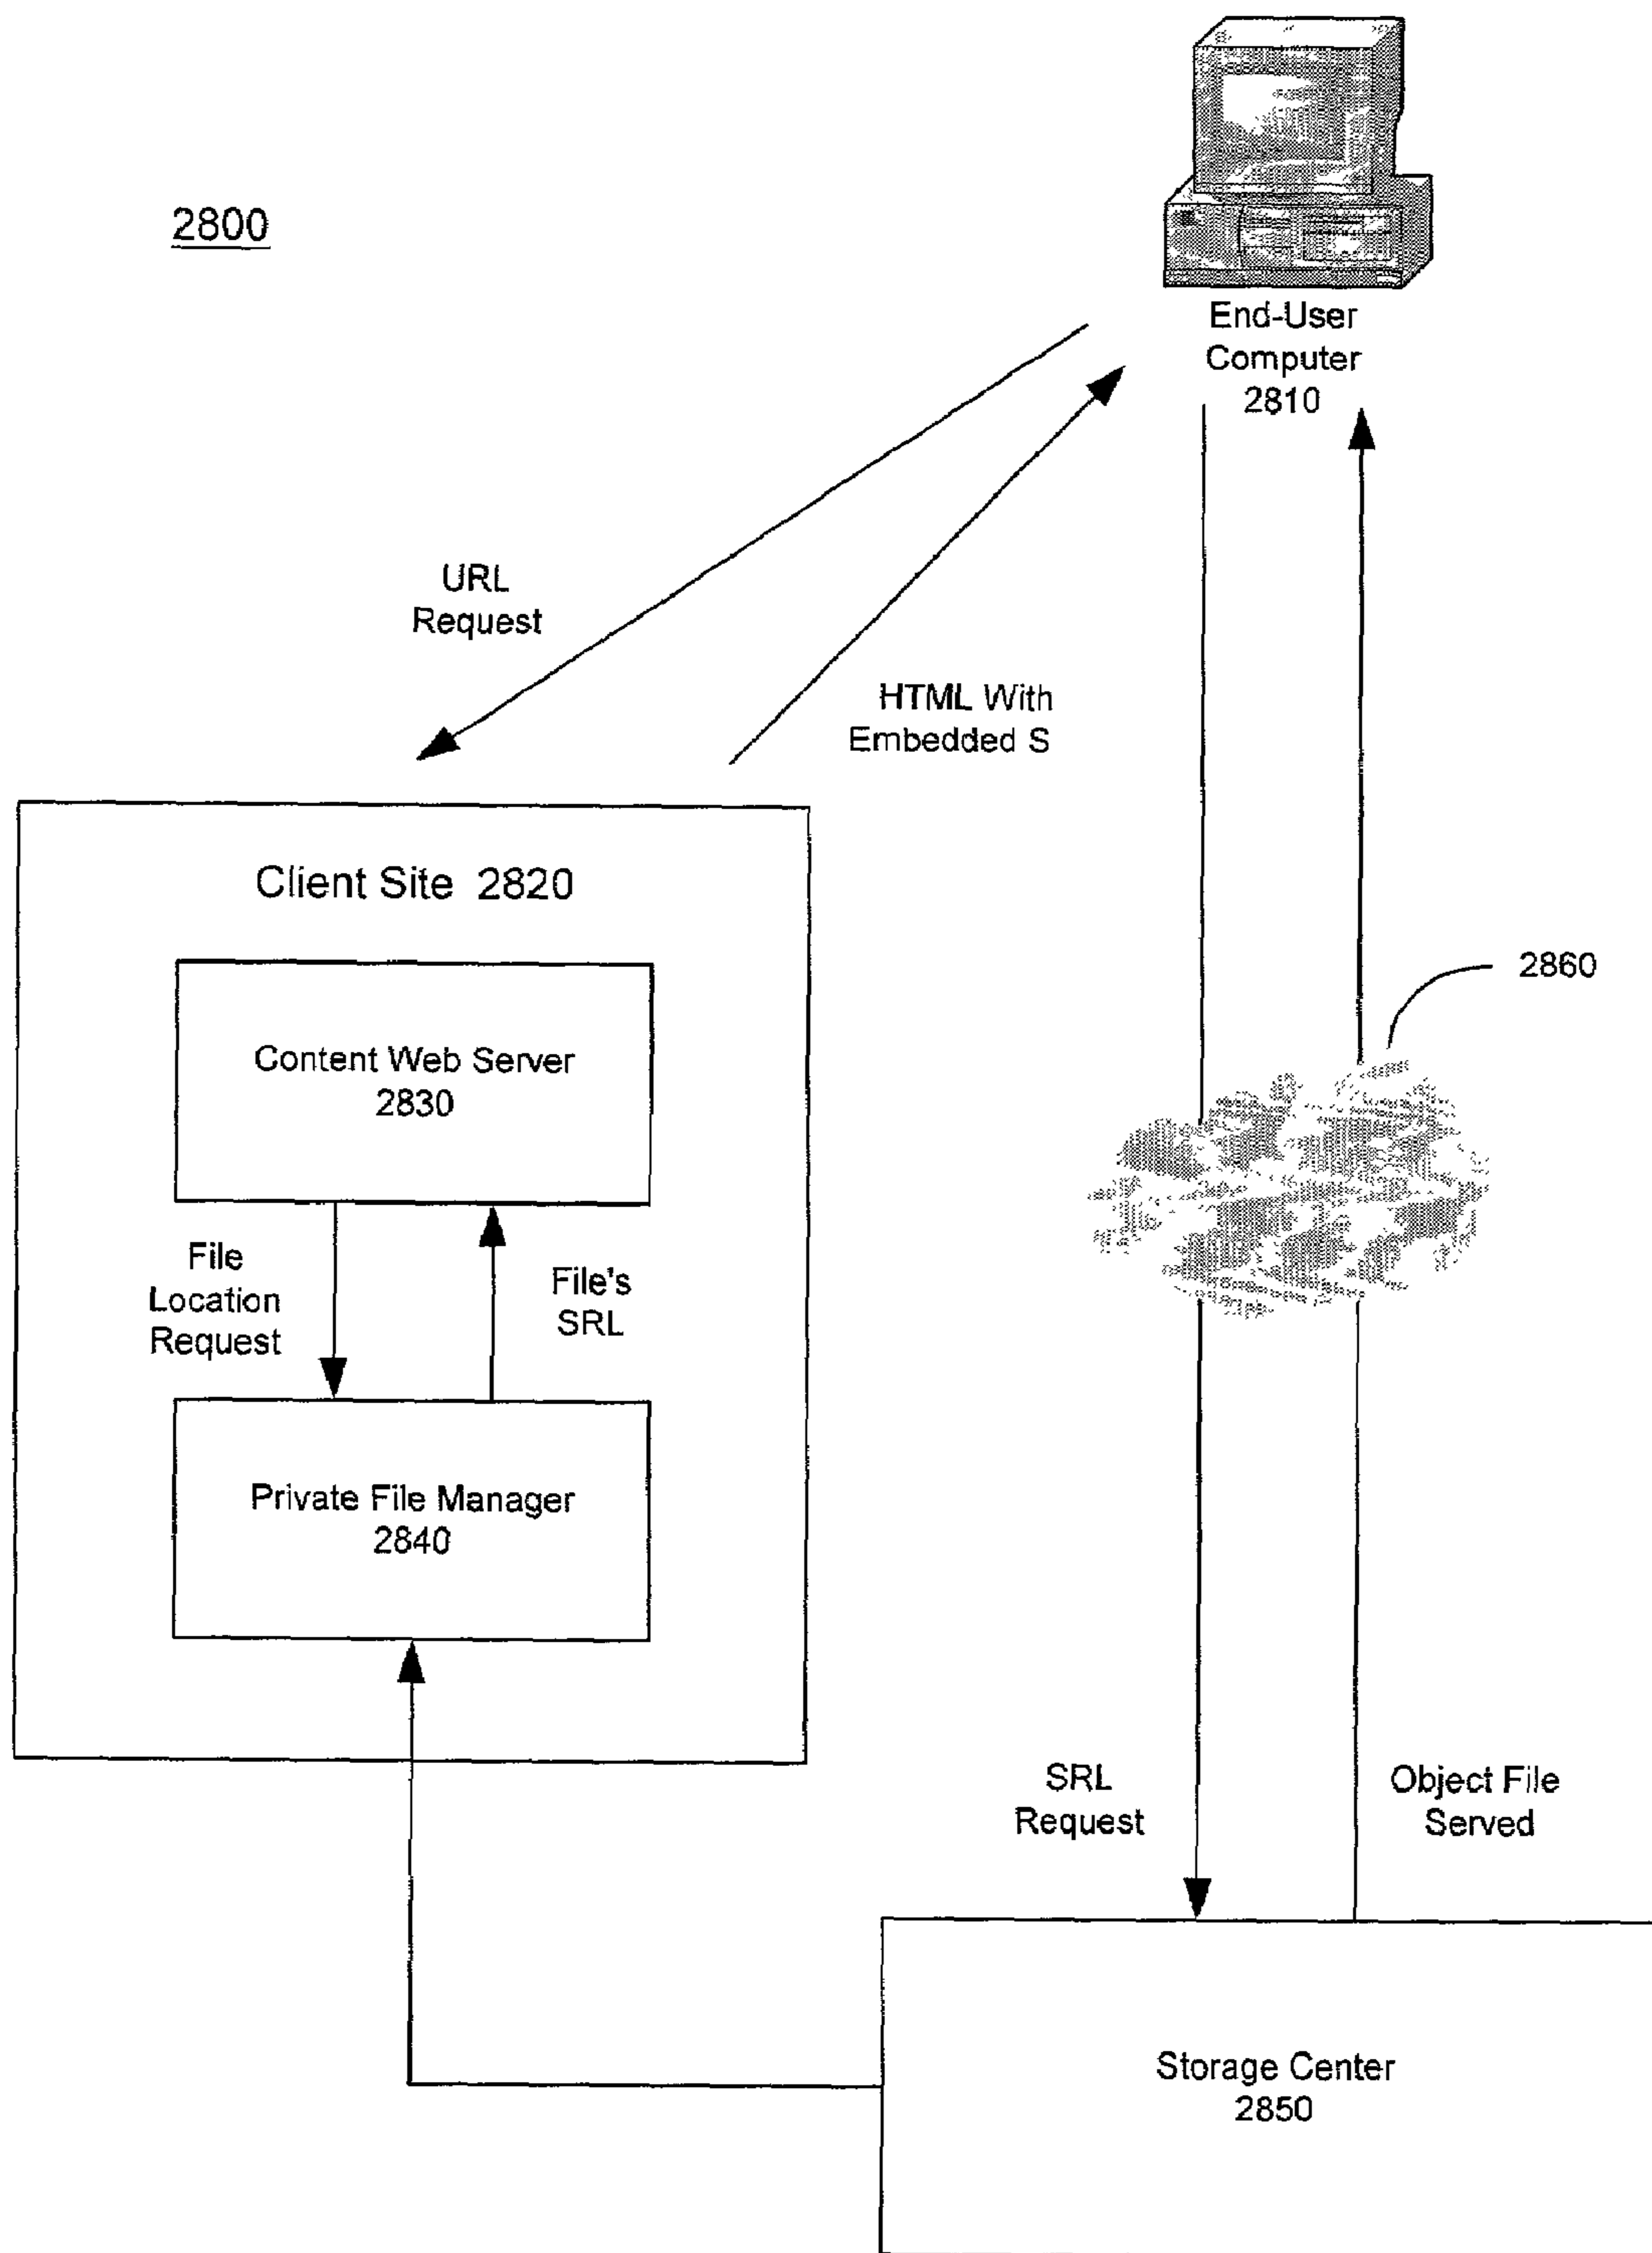 2800
End-User
Computer
2810
URL
Request
HTML With
Embedded S
Client Site 2820
2860
Content Web Server
2830
File
Location
Request
File's
SRL
Private File Manager
2840
SRL
Request
Object File
Served
Storage Center
2850